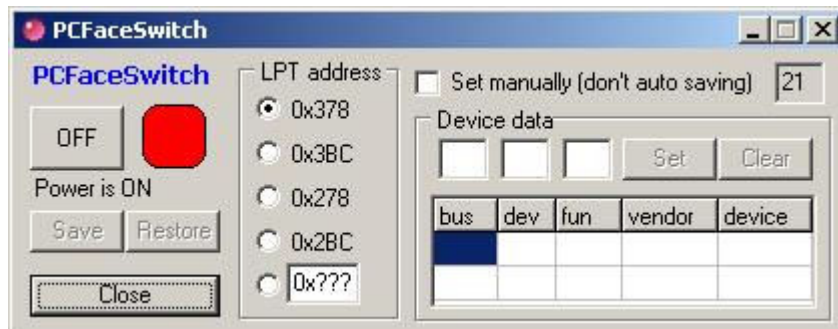 PCFaceSwitch
PCFaceSwitch
OFF
Power is ON
Save Restore
Close
LPT address
0x378
0x3BC
0x278
0x2BC
0x???
Set manually (don't auto saving) 21
Device data
Set Clear
bus dev fun vendor device